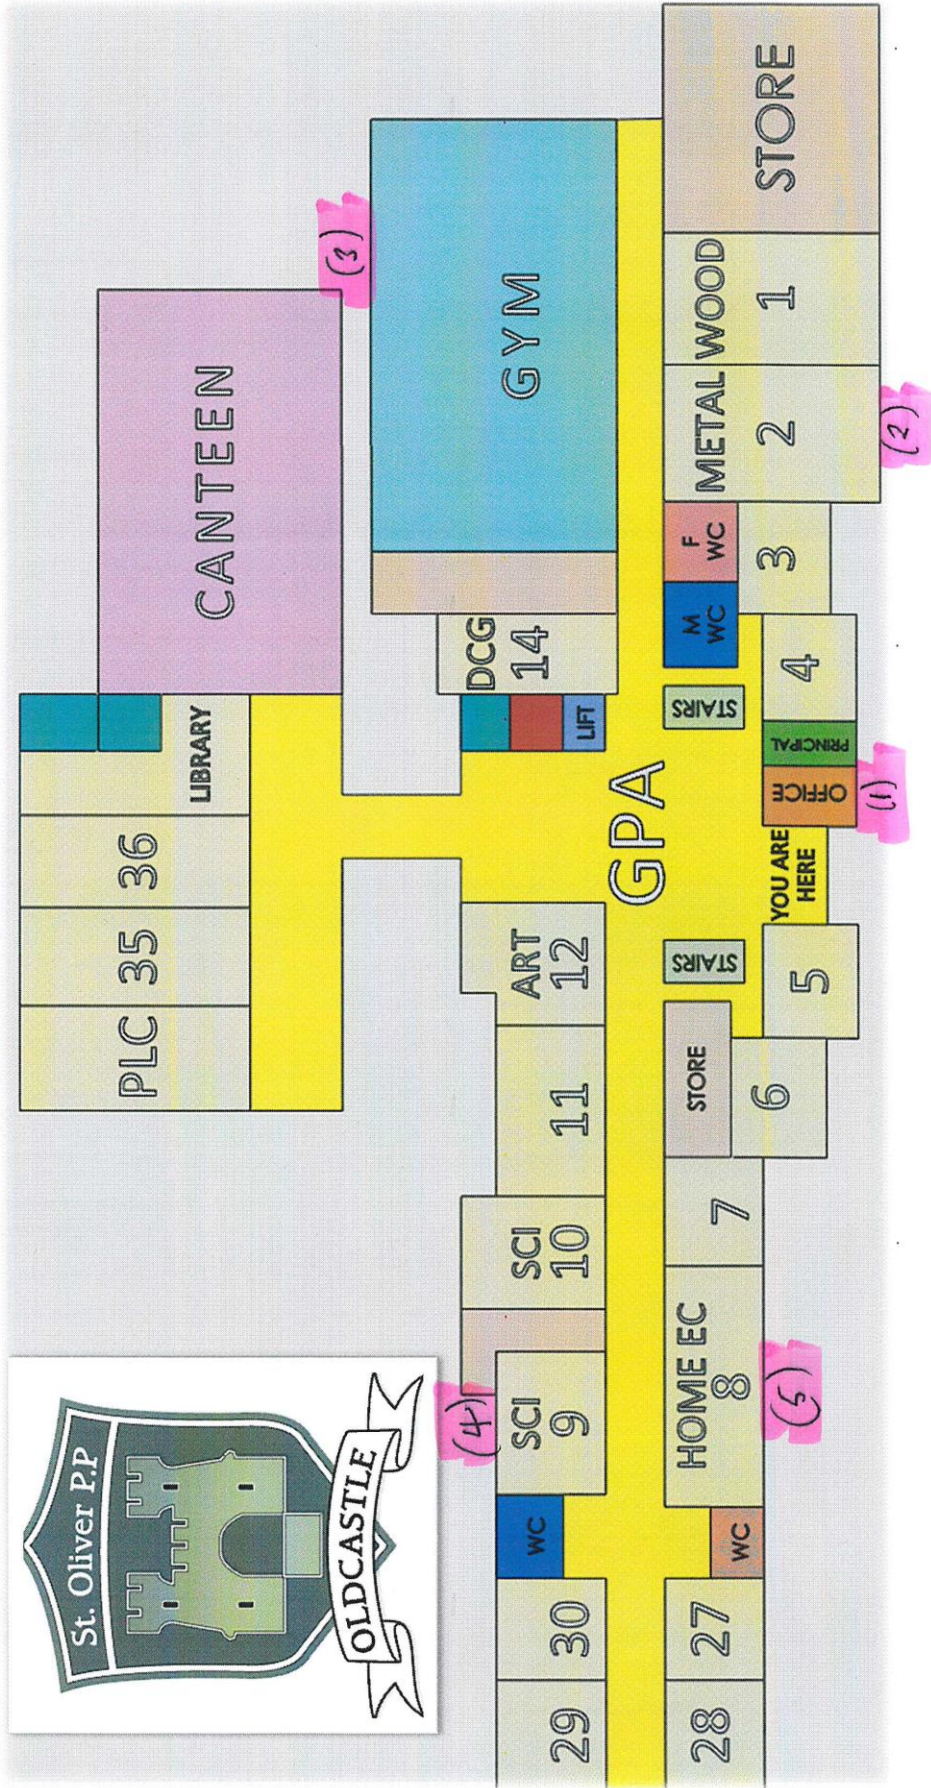 St. Oliver P.P
OLDCASTLE
PLC
35
36
LIBRARY
CANTEEN
(3)
(4)
29
30
WC
SCI
9
SCI
10
11
ART
12
LIFT
DCG
14
GYM
GPA
28
27
WC
HOME EC
8
7
STORE
6
STAIRS
5
YOU ARE
HERE
OFFICE
PRINCIPAL
STAIRS
4
M
WC
F
WC
3
METAL
2
WOOD
1
STORE
(5)
(1)
(2)